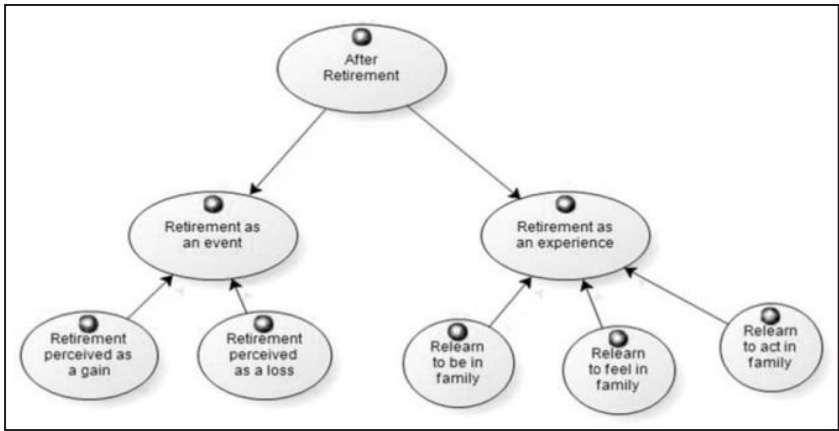 After
Retirement
Retirement as
an event
Retirement as
an experience
Retirement
perceived as
a gain
Retirement
perceived
as a loss
Relearn
to be in
family
Relearn
to feel in
family
Relearn
to act in
family